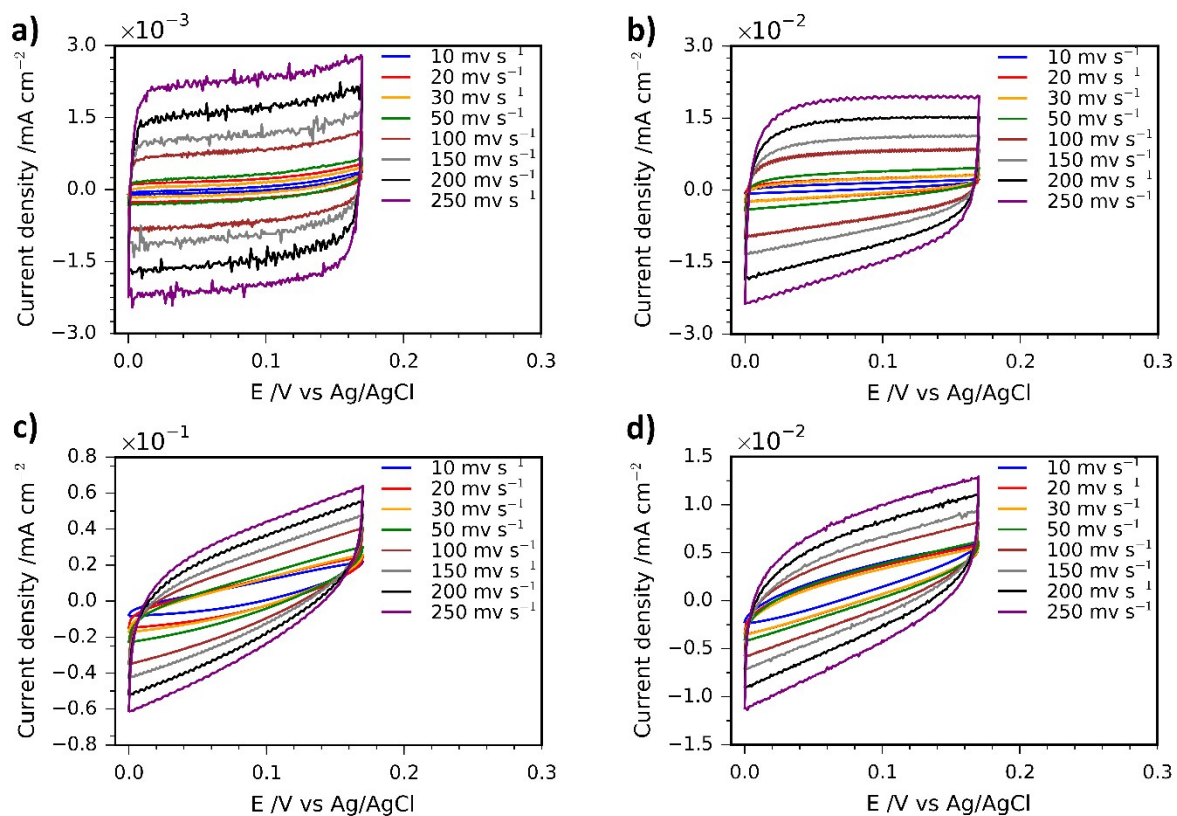 a)
×10⁻³
Current density /mA cm⁻²
3.0
1.5
0.0
−1.5
−3.0
10 mv s ⁻¹
20 mv s⁻¹
30 mv s ⁻¹
50 mv s⁻¹
100 mv s⁻¹
150 mv s⁻¹
200 mv s⁻¹
250 mv s ⁻¹
0.0 0.1 0.2 0.3
E /V vs Ag/AgCl
b)
×10⁻²
Current density /mA cm⁻²
3.0
1.5
0.0
−1.5
−3.0
10 mv s⁻¹
20 mv s ¹
30 mv s⁻¹
50 mv s ¹
100 mv s⁻¹
150 mv s⁻¹
200 mv s ¹
250 mv s⁻¹
0.0 0.1 0.2 0.3
E /V vs Ag/AgCl
c)
×10⁻¹
Current density /mA cm ²
0.8
0.6
0.4
0.2
0.0
−0.2
−0.4
−0.6
−0.8
10 mv s ¹
20 mv s⁻¹
30 mv s ¹
50 mv s⁻¹
100 mv s ¹
150 mv s⁻¹
200 mv s⁻¹
250 mv s ¹
0.0 0.1 0.2 0.3
E /V vs Ag/AgCl
d)
×10⁻²
Current density /mA cm⁻²
1.5
1.0
0.5
0.0
−0.5
−1.0
−1.5
10 mv s⁻¹
20 mv s ¹
30 mv s⁻¹
50 mv s ¹
100 mv s⁻¹
150 mv s ¹
200 mv s ¹
250 mv s⁻¹
0.0 0.1 0.2 0.3
E /V vs Ag/AgCl